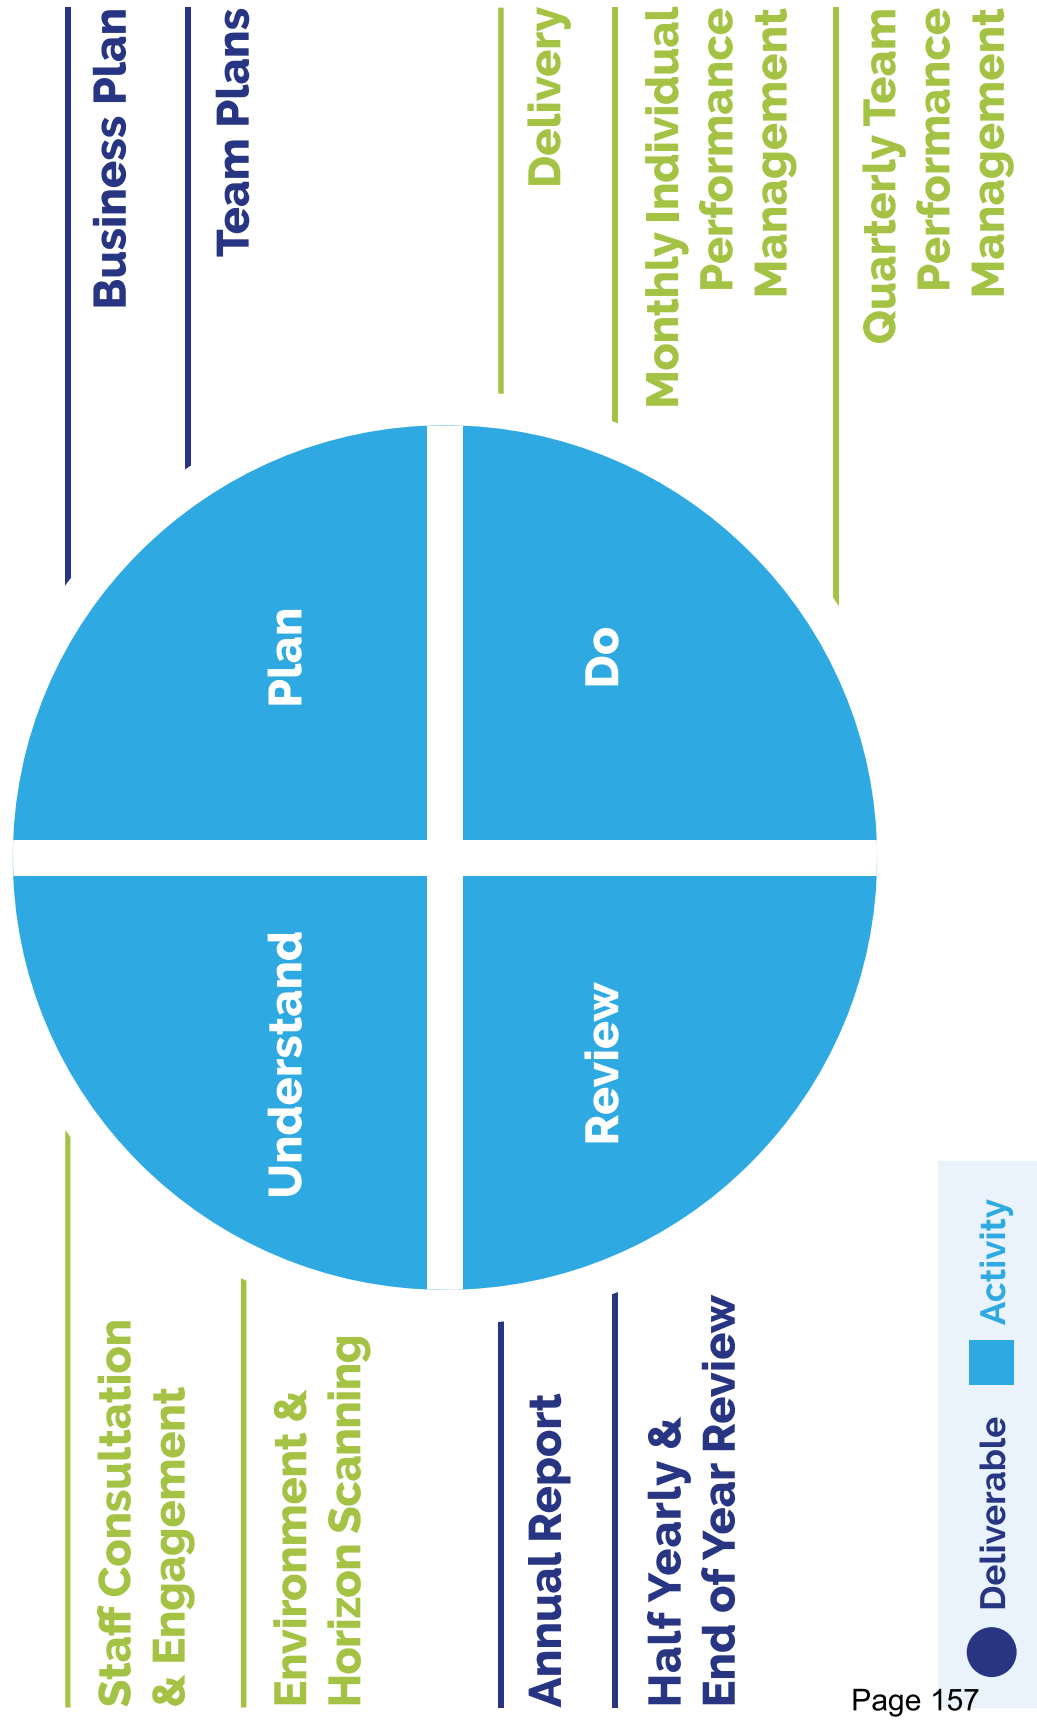 Staff Consultation
& Engagement
Environment &
Horizon Scanning
Understand
Plan
Business Plan
Team Plans
Annual Report
Half Yearly &
End of Year Review
Review
Do
Delivery
Monthly Individual
Performance
Management
Quarterly Team
Performance
Management
Deliverable
Activity
Page 157